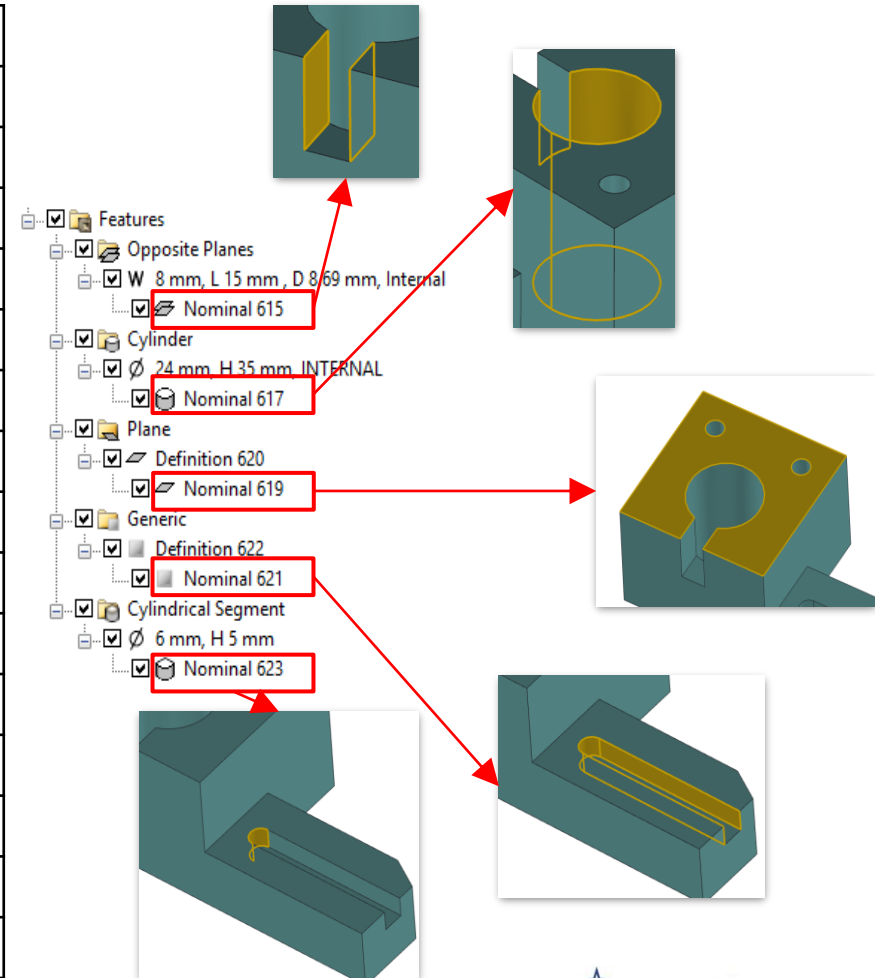 Features
Opposite Planes
W 8 mm, L 15 mm , D 8.69 mm, Internal
Nominal 615
Cylinder
Ø 24 mm, H 35 mm, INTERNAL
Nominal 617
Plane
Definition 620
Nominal 619
Generic
Definition 622
Nominal 621
Cylindrical Segment
Ø 6 mm, H 5 mm
Nominal 623